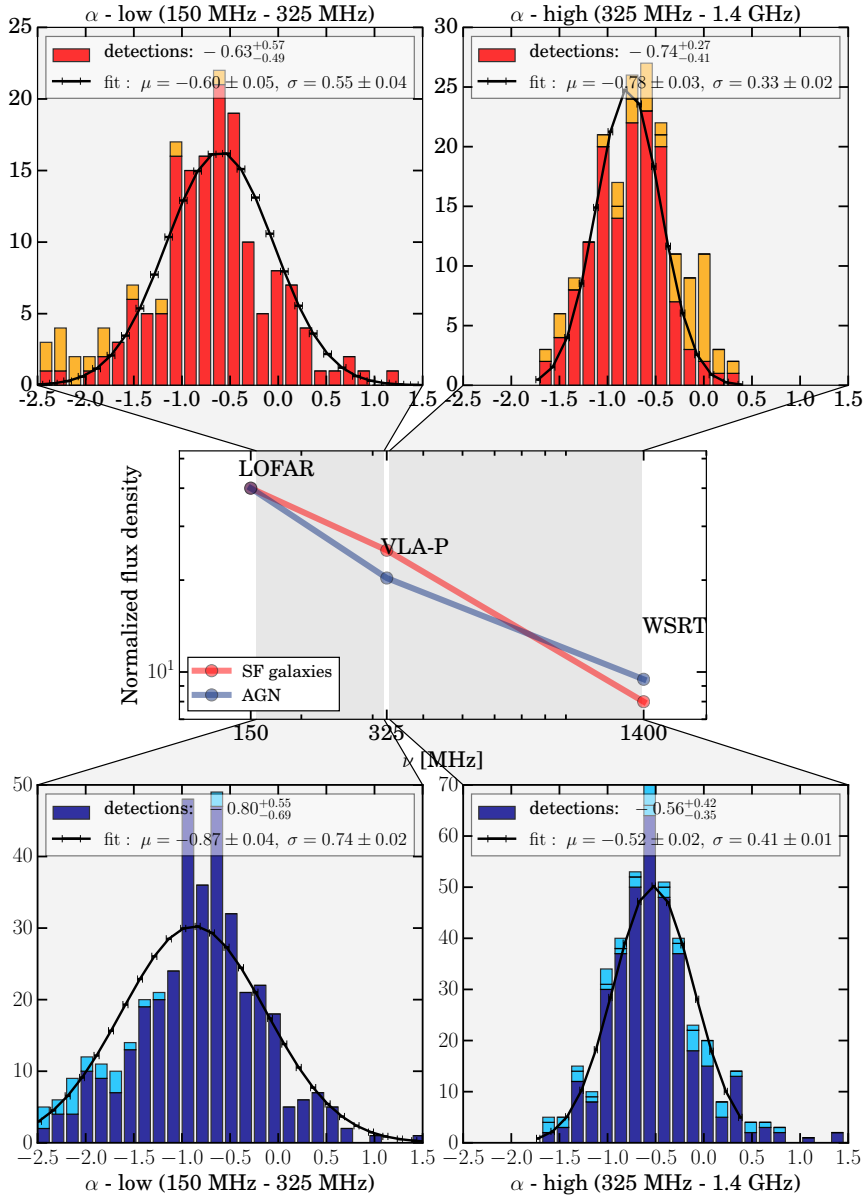 α - low (150 MHz - 325 MHz)
α - high (325 MHz - 1.4 GHz)
detections: −0.63 +0.57 −0.49
fit : μ = −0.60 ± 0.05, σ = 0.55 ± 0.04
25
20
15
10
5
0
-2.5 -2.0 -1.5 -1.0 -0.5 0.0 0.5 1.0 1.5
detections: −0.74 +0.27 −0.41
fit : μ = −0.78 ± 0.03, σ = 0.33 ± 0.02
30
25
20
15
10
5
0
-2.5 -2.0 -1.5 -1.0 -0.5 0.0 0.5 1.0 1.5
Normalized flux density
10¹
LOFAR
VLA-P
WSRT
SF galaxies
AGN
150 325 1400
ν [MHz]
detections: −0.80 +0.55 −0.69
fit : μ = −0.87 ± 0.04, σ = 0.74 ± 0.02
50
40
30
20
10
0
−2.5 −2.0 −1.5 −1.0 −0.5 0.0 0.5 1.0 1.5
α - low (150 MHz - 325 MHz)
detections: −0.56 +0.42 −0.35
fit : μ = −0.52 ± 0.02, σ = 0.41 ± 0.01
70
60
50
40
30
20
10
0
−2.5 −2.0 −1.5 −1.0 −0.5 0.0 0.5 1.0 1.5
α - high (325 MHz - 1.4 GHz)